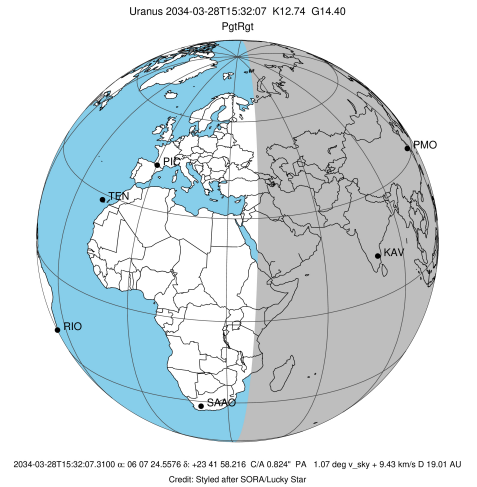 Uranus 2034-03-28T15:32:07 K12.74 G14.40
PgtRgt
PMO
PIC
TEN
KAV
RIO
SAAO
2034-03-28T15:32:07.3100 α: 06 07 24.5576 δ: +23 41 58.216 C/A 0.824" PA 1.07 deg v_sky + 9.43 km/s D 19.01 AU
Credit: Styled after SORA/Lucky Star